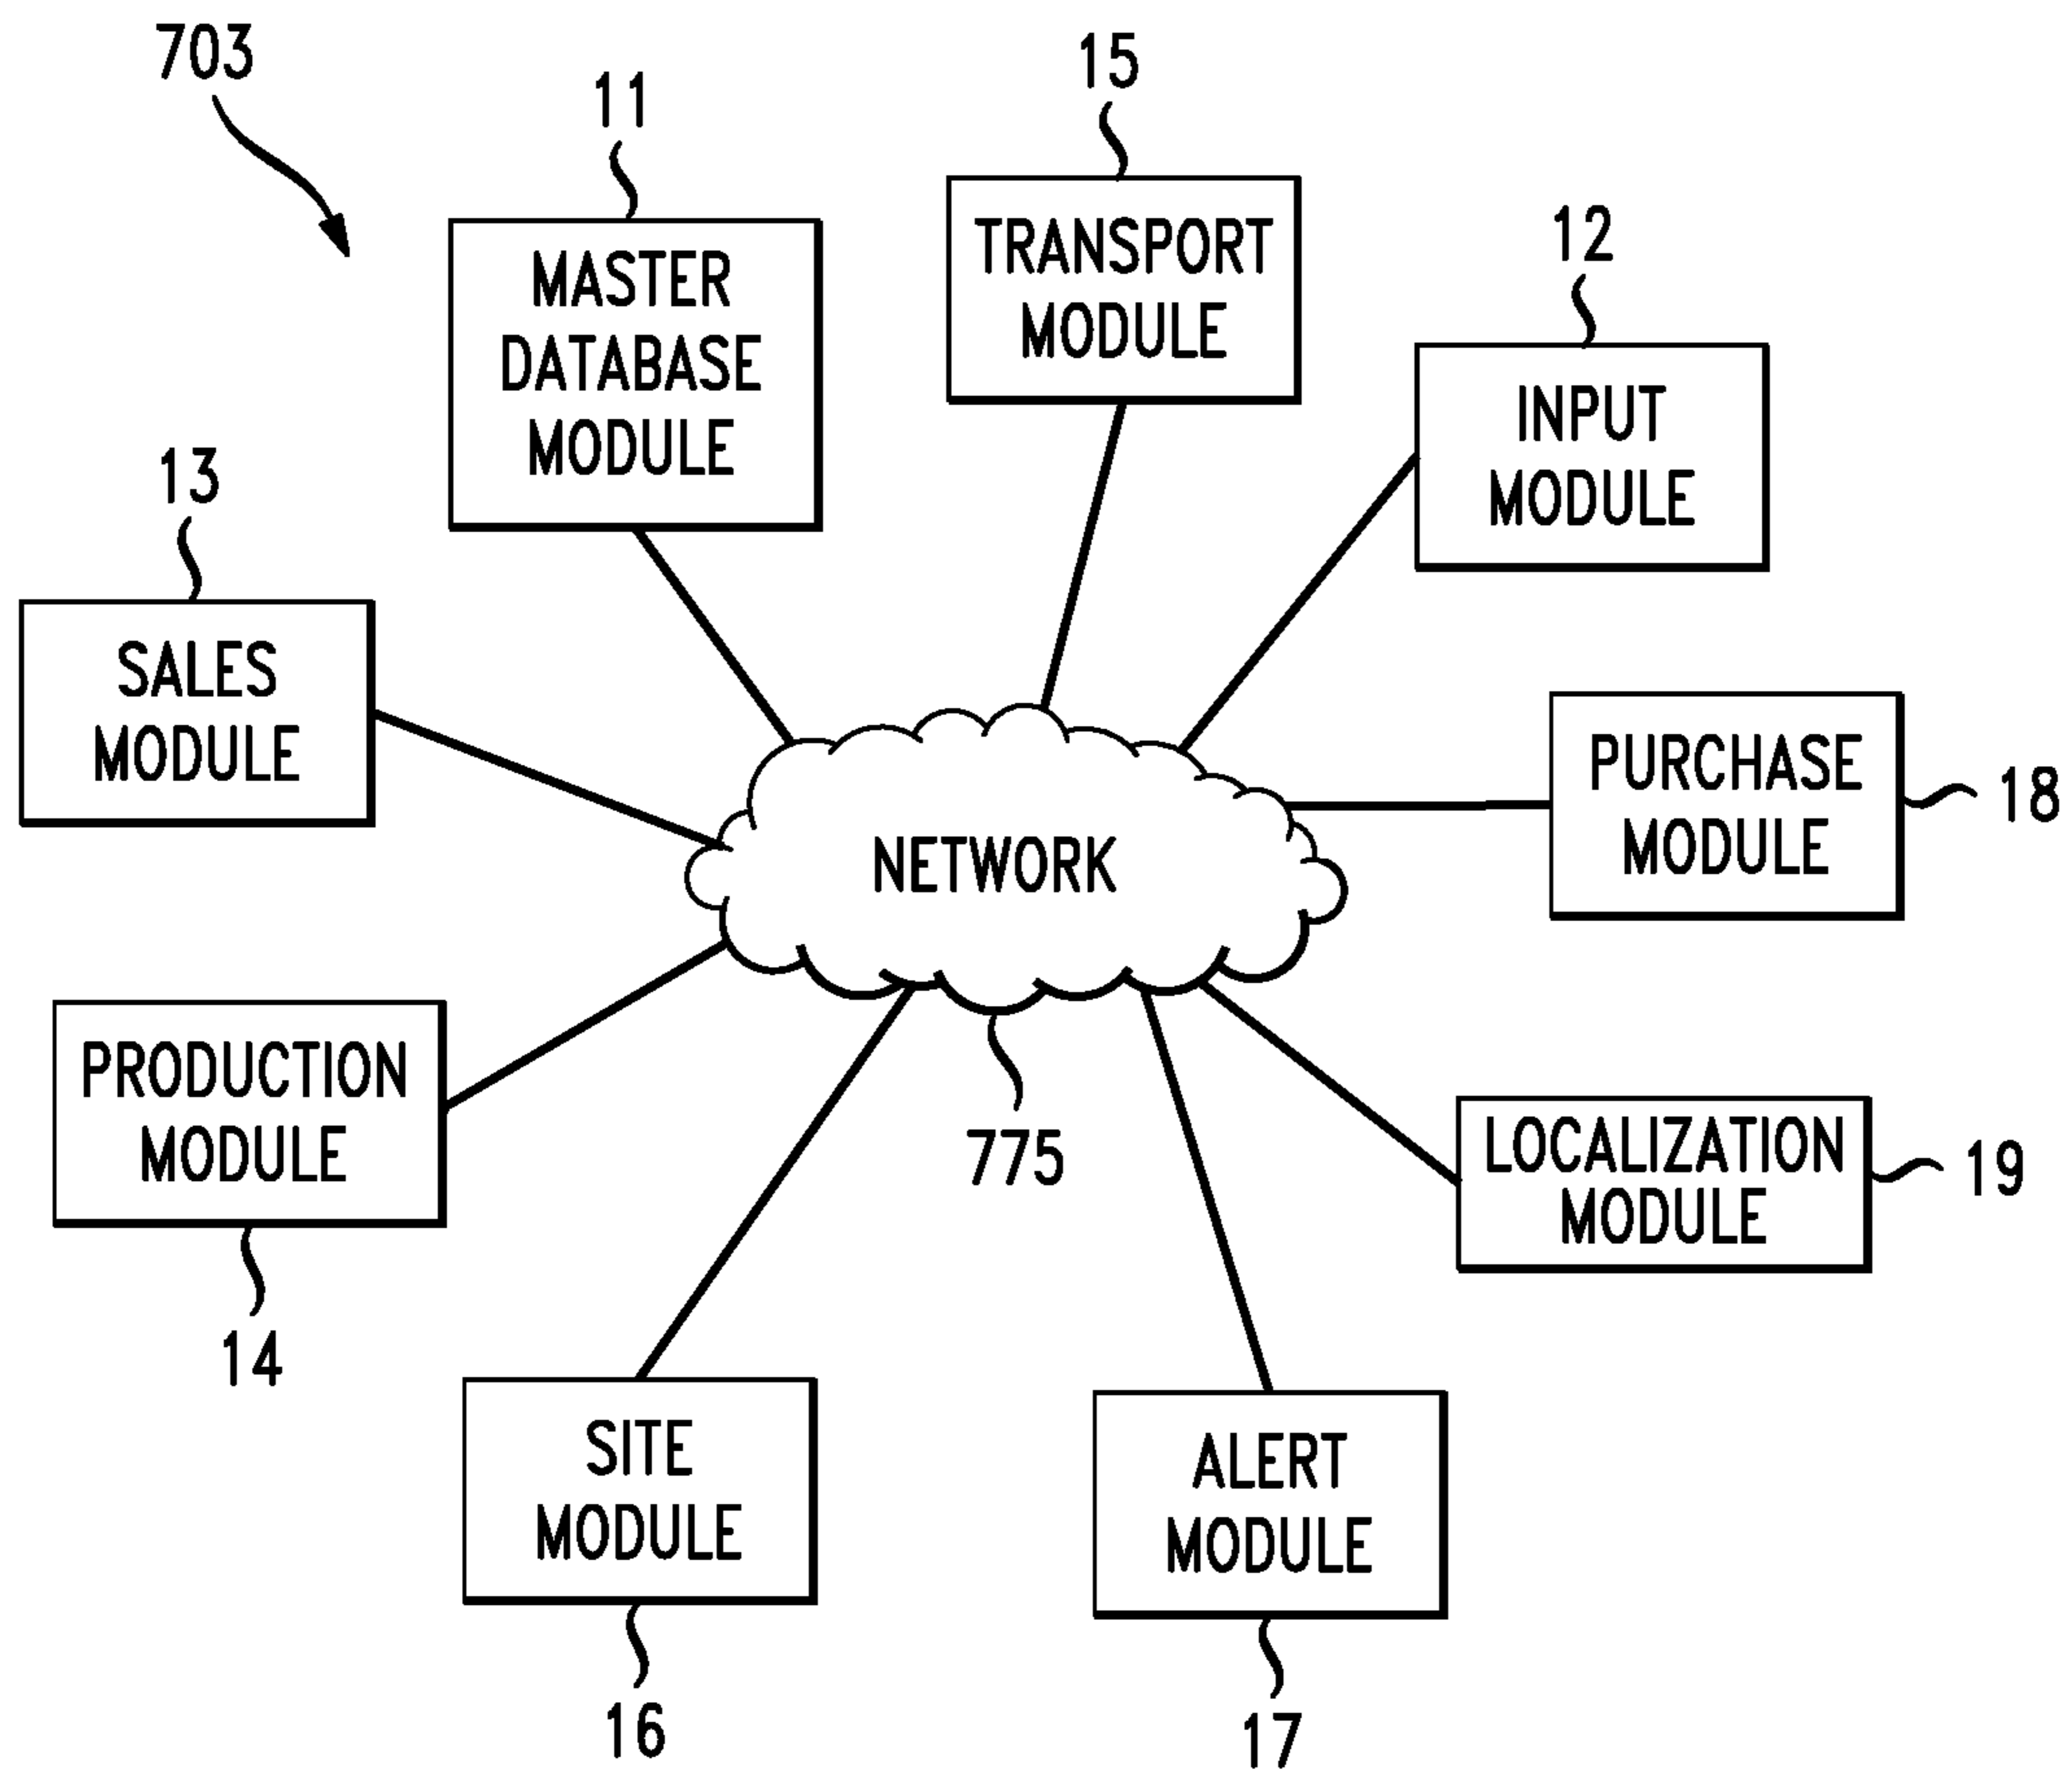 703
11
15
12
MASTER
DATABASE
MODULE
TRANSPORT
MODULE
INPUT
MODULE
13
SALES
MODULE
PURCHASE
MODULE
18
NETWORK
PRODUCTION
MODULE
14
775
LOCALIZATION
MODULE
19
SITE
MODULE
16
ALERT
MODULE
17